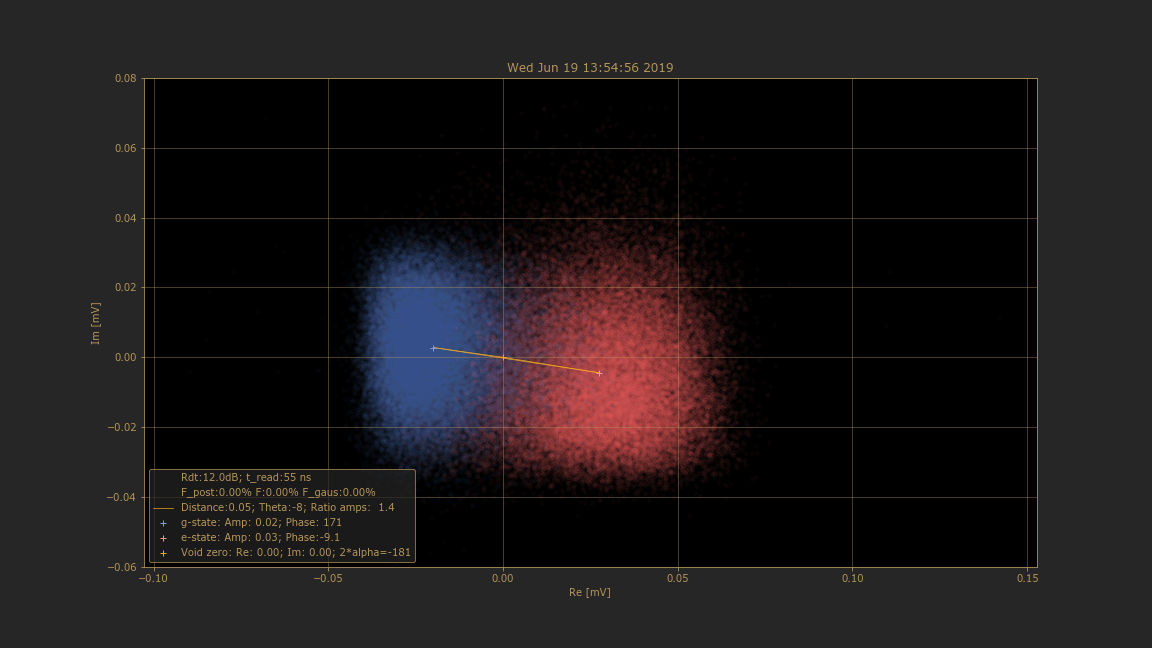 Wed Jun 19 13:54:56 2019
0.08
0.06
0.04
0.02
0.00
−0.02
−0.04
−0.06
Im [mV]
Rdt:12.0dB; t_read:55 ns
F_post:0.00% F:0.00% F_gaus:0.00%
Distance:0.05; Theta:-8; Ratio amps:  1.4
g-state: Amp: 0.02; Phase: 171
e-state: Amp: 0.03; Phase:-9.1
Void zero: Re: 0.00; Im: 0.00; 2*alpha=-181
−0.10 −0.05 0.00 0.05 0.10 0.15
Re [mV]